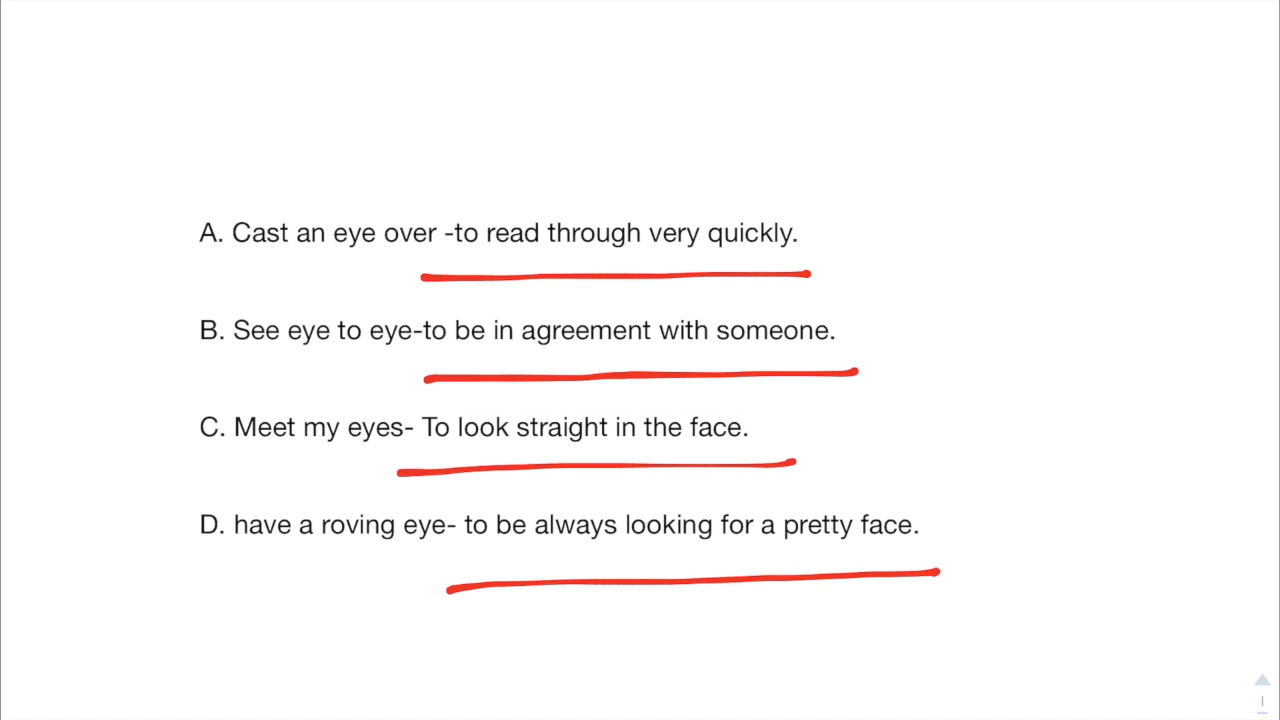 A. Cast an eye over -to read through very quickly.
B. See eye to eye-to be in agreement with someone.
C. Meet my eyes- To look straight in the face.
D. have a roving eye- to be always looking for a pretty face.